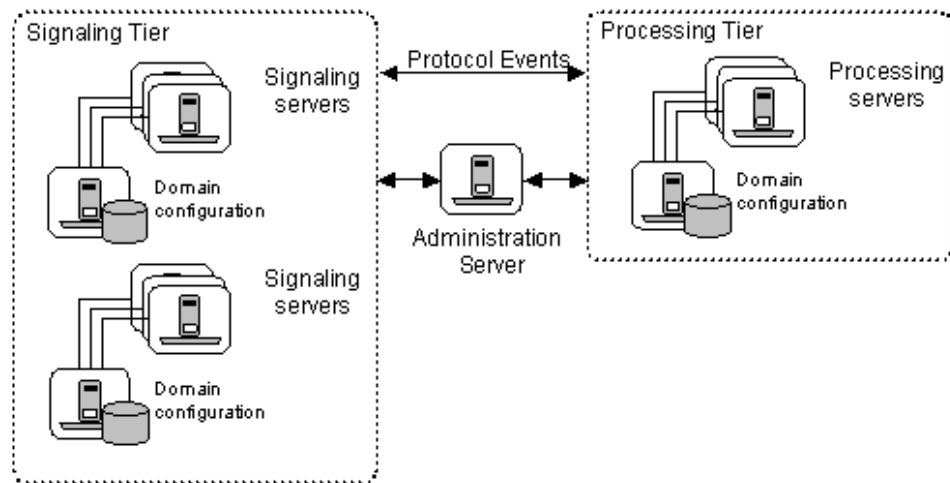 Signaling Tier
Signaling
servers
Domain
configuration
Signaling
servers
Domain
configuration
Protocol Events
Administration
Server
Processing Tier
Processing
servers
Domain
configuration